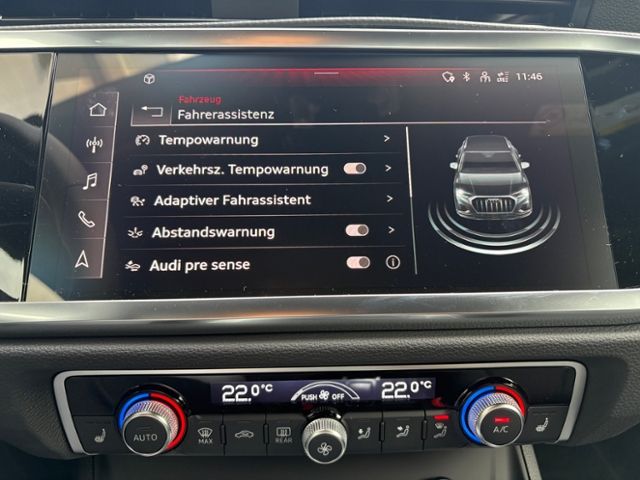 11:46
Fahrzeug
Fahrerassistenz
Tempowarnung
Verkehrsz. Tempowarnung
Adaptiver Fahrassistent
Abstandswarnung
Audi pre sense
22.0°C PUSH OFF 22.0°C
AUTO MAX REAR A/C